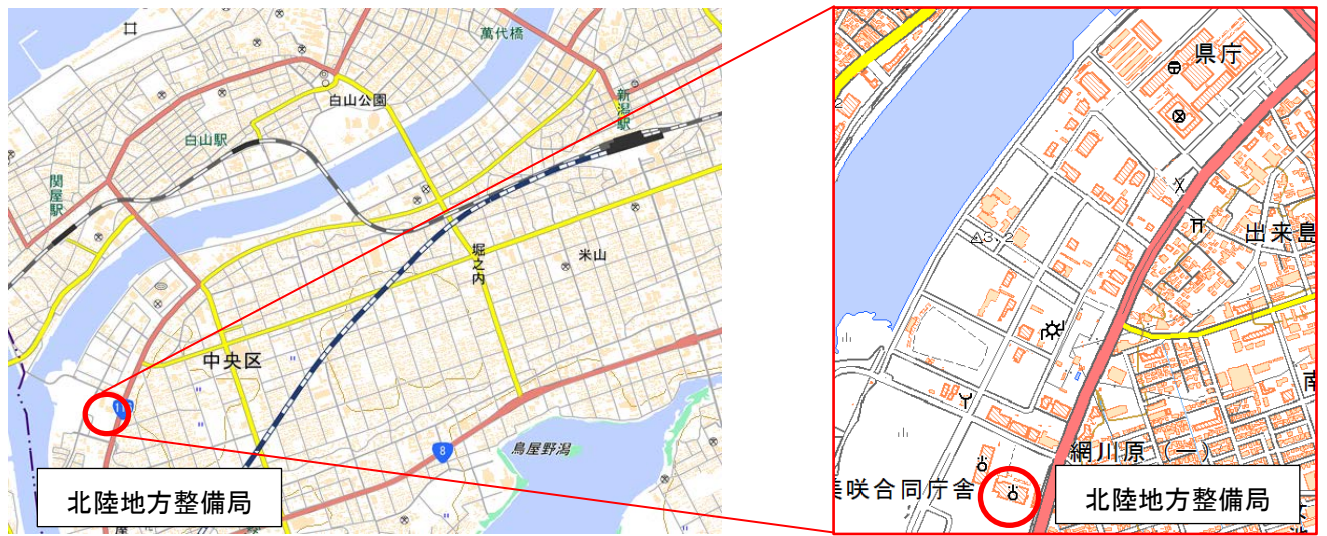 萬代橋
白山公園
新潟駅
白山駅
関屋駅
堀之内
米山
中央区
8
鳥屋野潟
北陸地方整備局
県庁
出来島
3.2
南
網川原（一）
美咲合同庁舎
北陸地方整備局